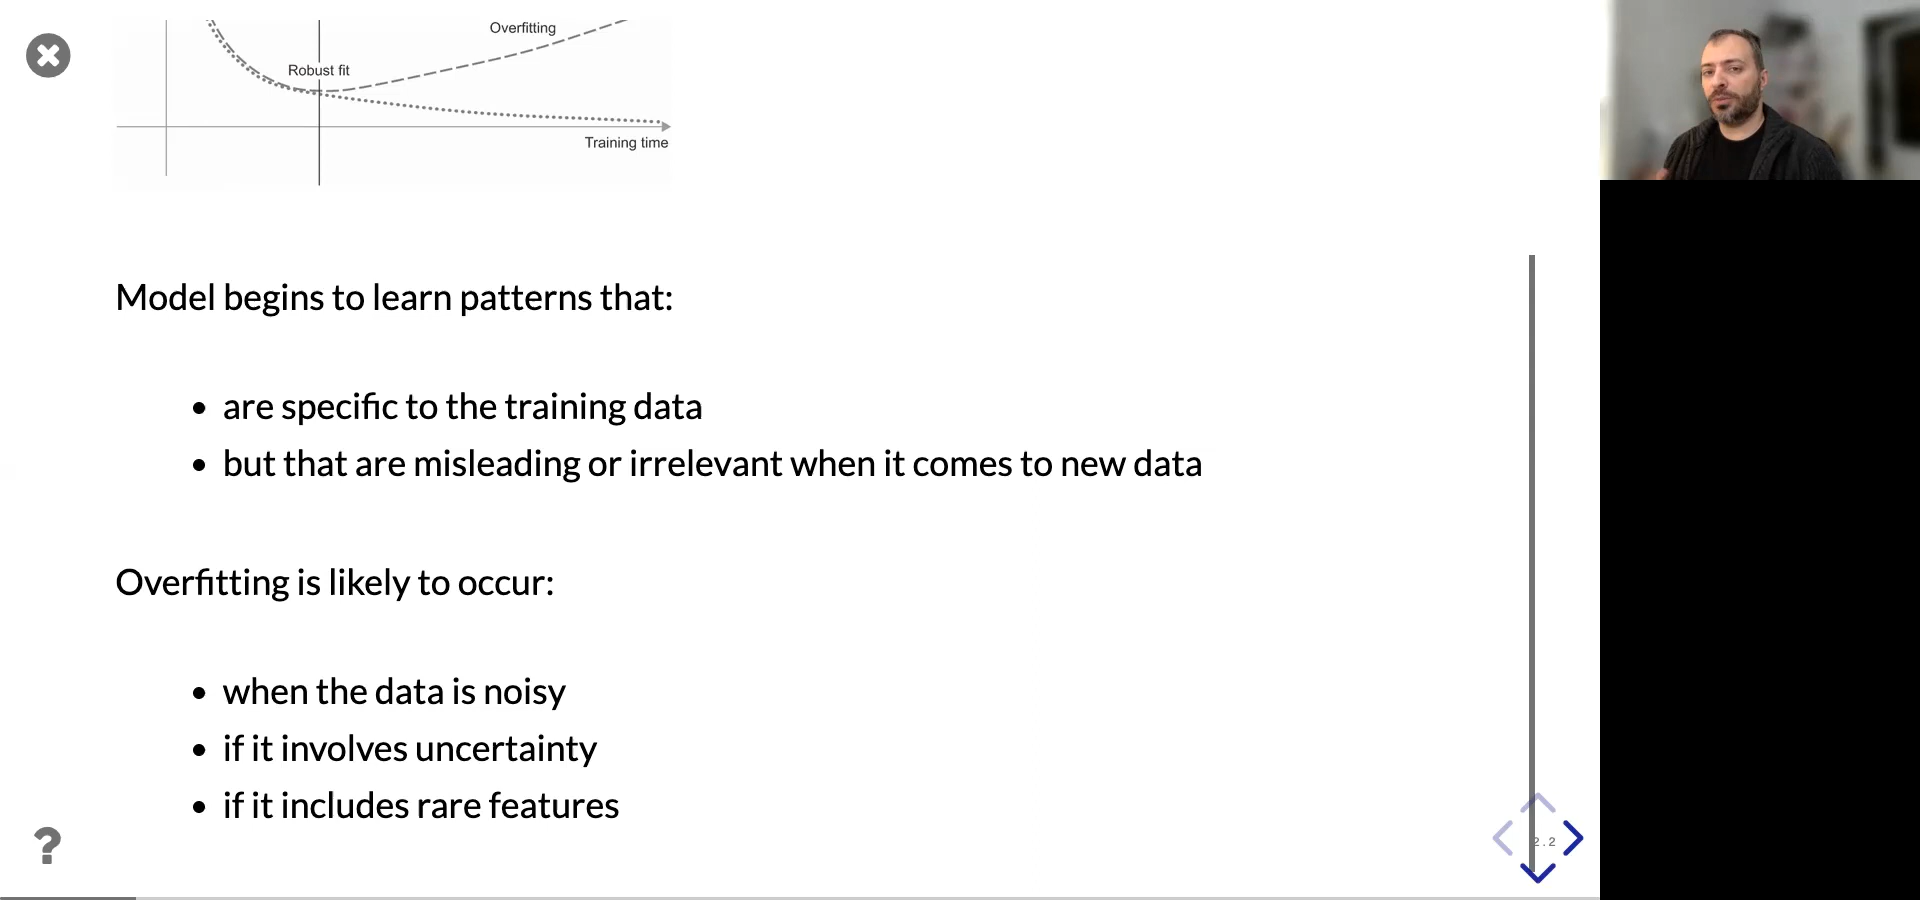 Overfitting
Robust fit
Training time
Model begins to learn patterns that:
• are specific to the training data
• but that are misleading or irrelevant when it comes to new data
Overfitting is likely to occur:
• when the data is noisy
• if it involves uncertainty
• if it includes rare features
?
2.2